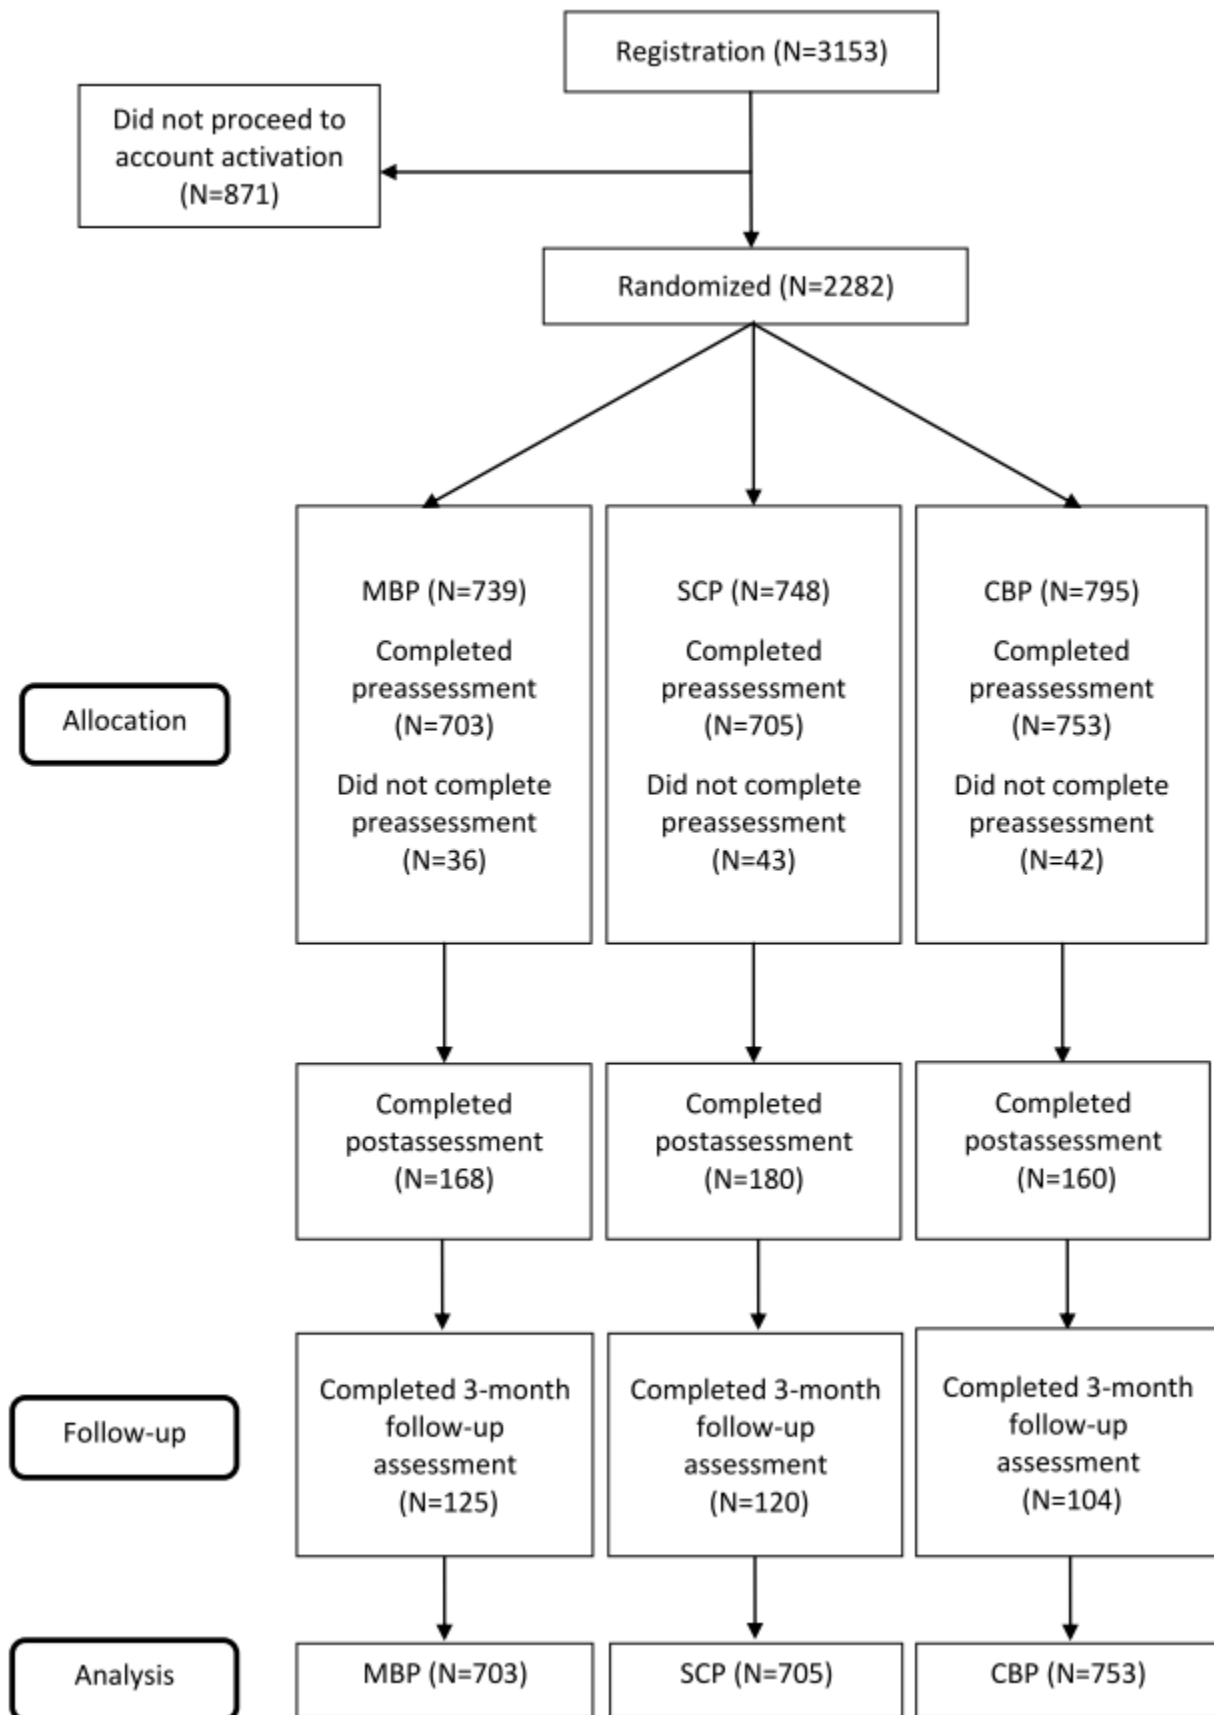 Registration (N=3153)
Did not proceed to
account activation
(N=871)
Randomized (N=2282)
Allocation
MBP (N=739)
Completed
preassessment
(N=703)
Did not complete
preassessment
(N=36)
SCP (N=748)
Completed
preassessment
(N=705)
Did not complete
preassessment
(N=43)
CBP (N=795)
Completed
preassessment
(N=753)
Did not complete
preassessment
(N=42)
Completed
postassessment
(N=168)
Completed
postassessment
(N=180)
Completed
postassessment
(N=160)
Follow-up
Completed 3-month
follow-up
assessment
(N=125)
Completed 3-month
follow-up
assessment
(N=120)
Completed 3-month
follow-up
assessment
(N=104)
Analysis
MBP (N=703)
SCP (N=705)
CBP (N=753)